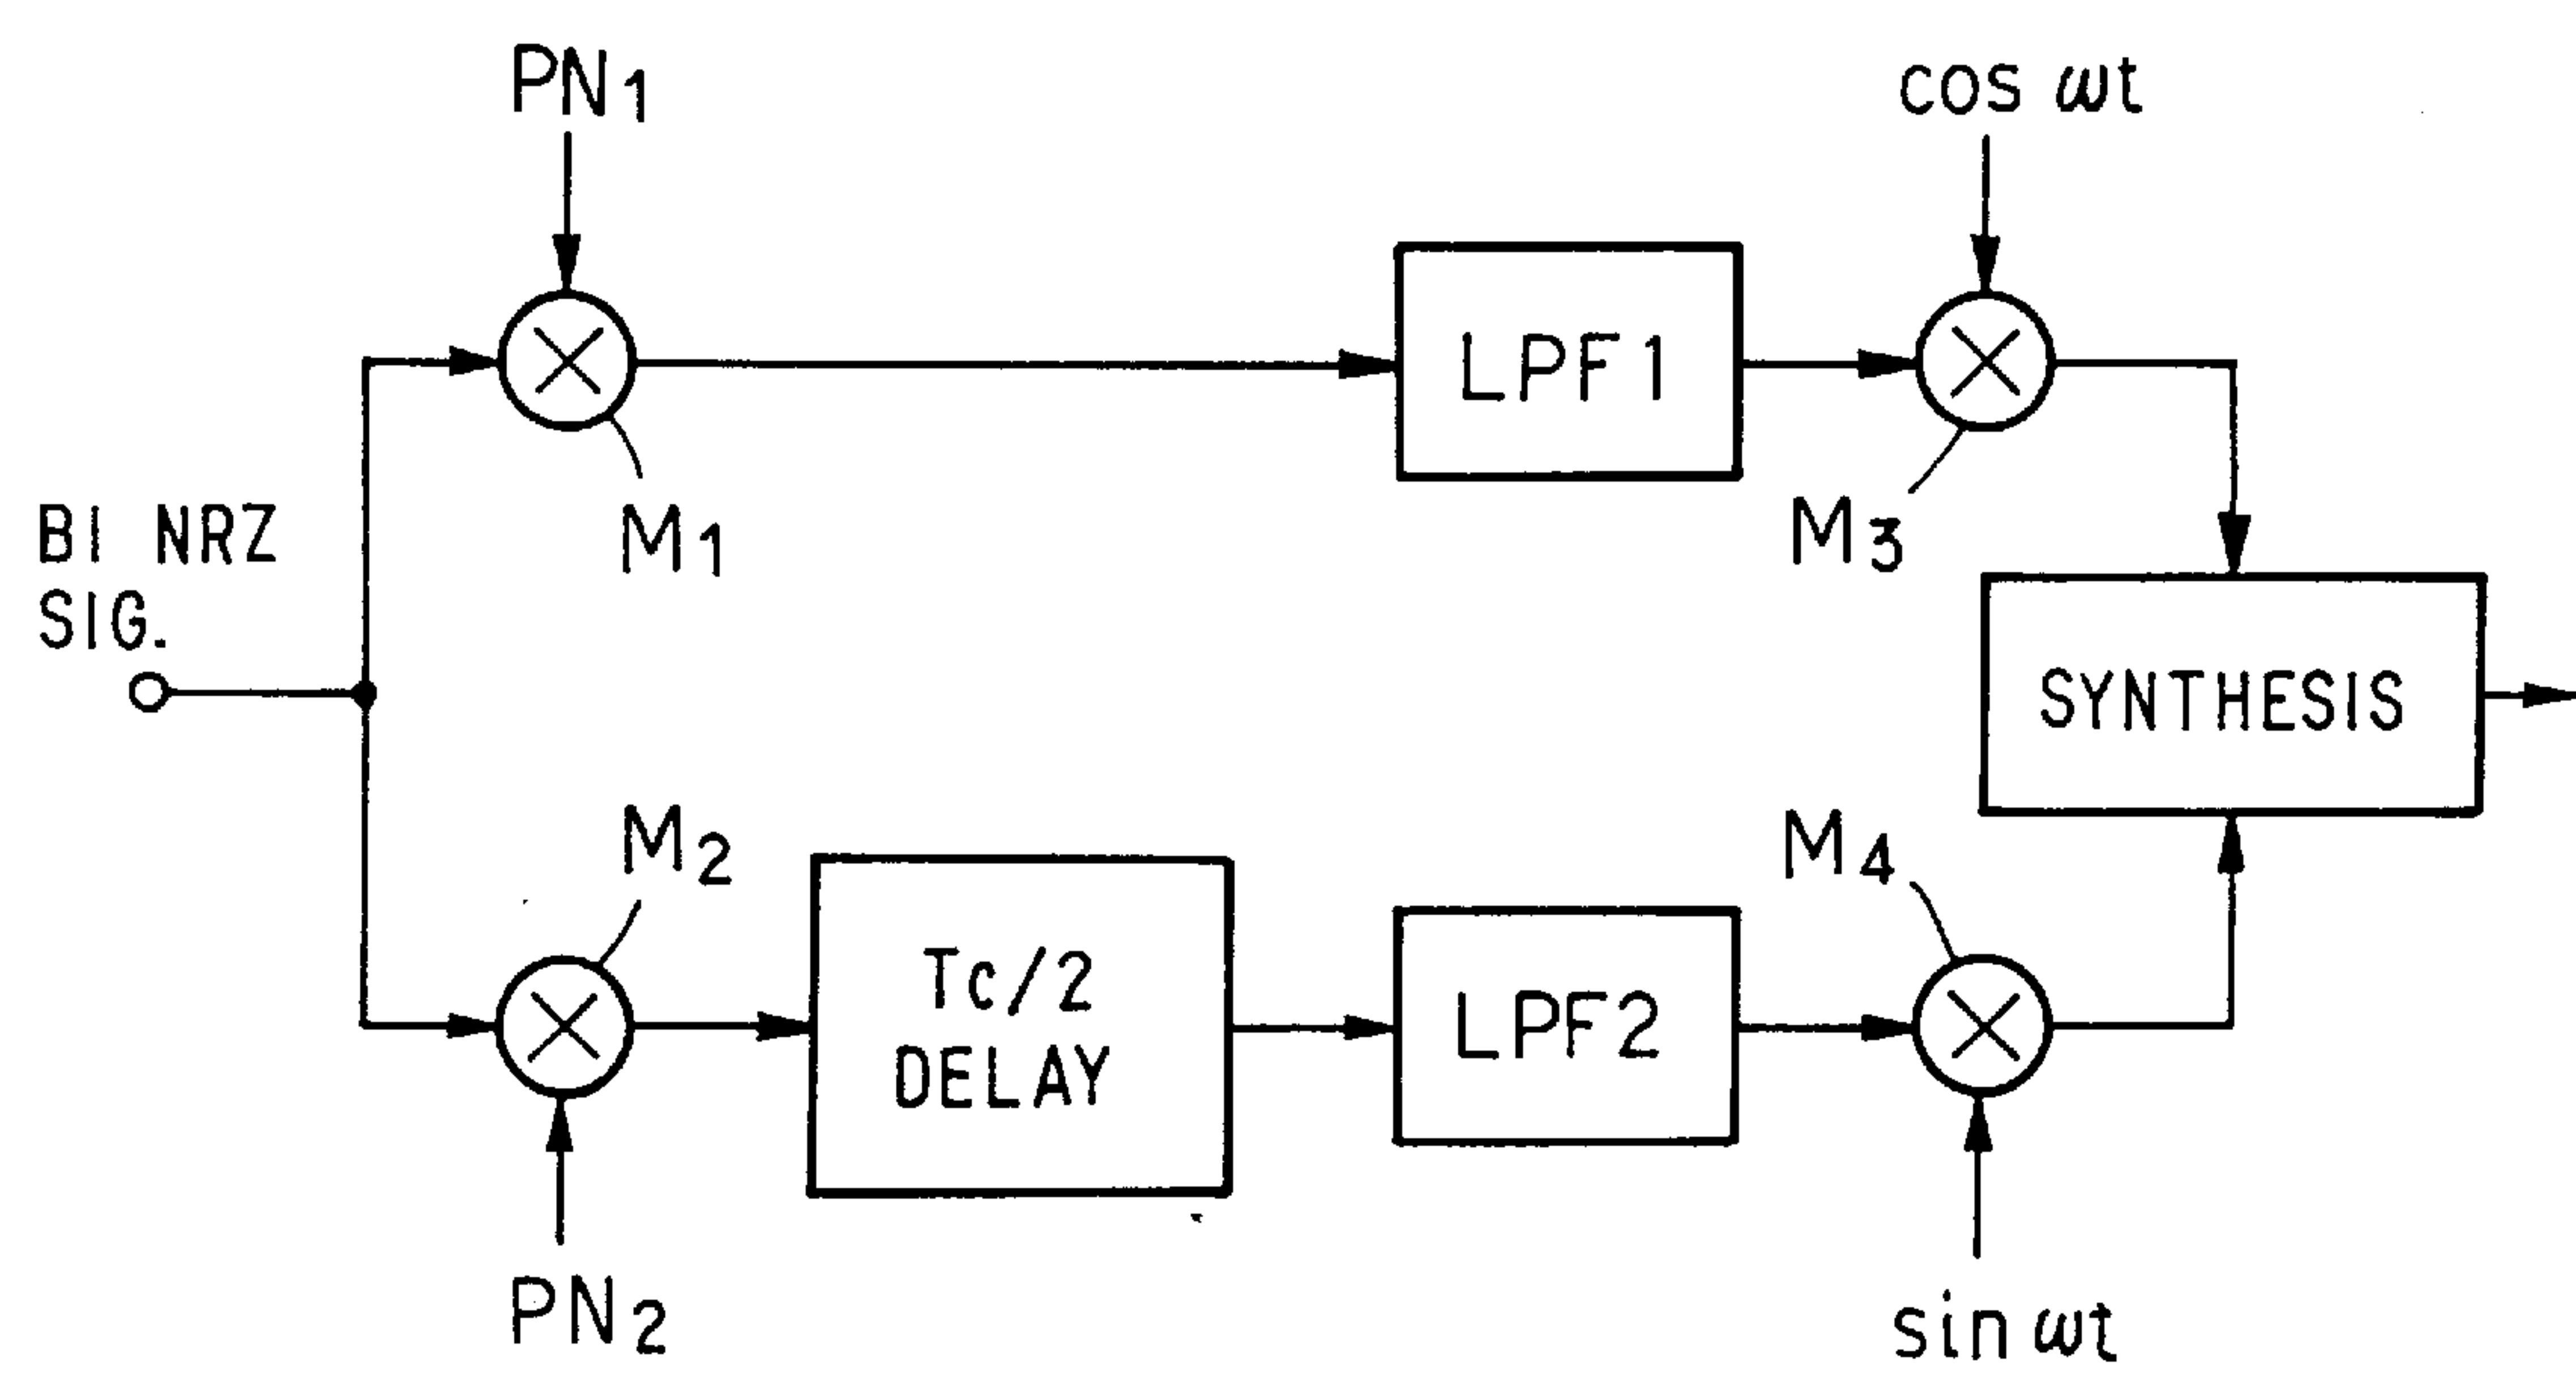 PN1
cos ωt
LPF1
M1
M3
BI NRZ
SIG.
SYNTHESIS
M2
M4
Tc/2
DELAY
LPF2
PN2
sin ωt